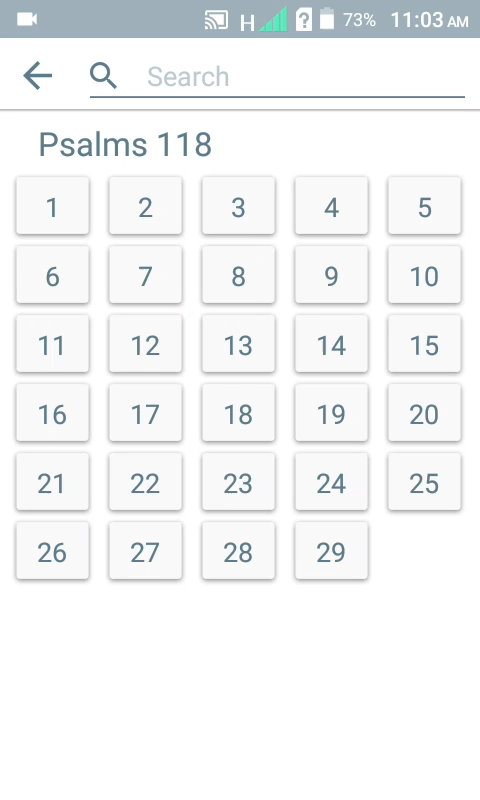 H ? 73% 11:03 AM
Search
Psalms 118
1 2 3 4 5
6 7 8 9 10
11 12 13 14 15
16 17 18 19 20
21 22 23 24 25
26 27 28 29